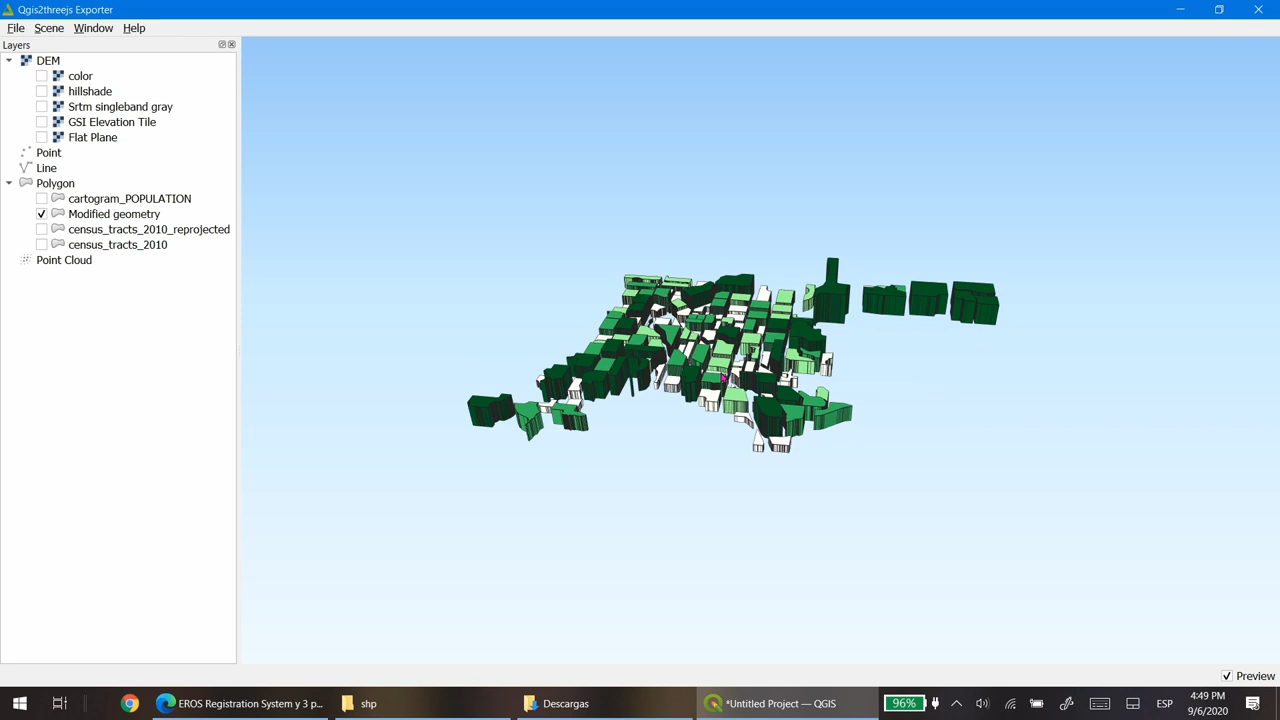 Qgis2threejs Exporter
File Scene Window Help
Layers
DEM
color
hillshade
Srtm singleband gray
GSI Elevation Tile
Flat Plane
Point
Line
Polygon
cartogram_POPULATION
Modified geometry
census_tracts_2010_reprojected
census_tracts_2010
Point Cloud
Preview
EROS Registration System y 3 p...
shp
Descargas
*Untitled Project — QGIS
96%
ESP
4:49 PM
9/6/2020